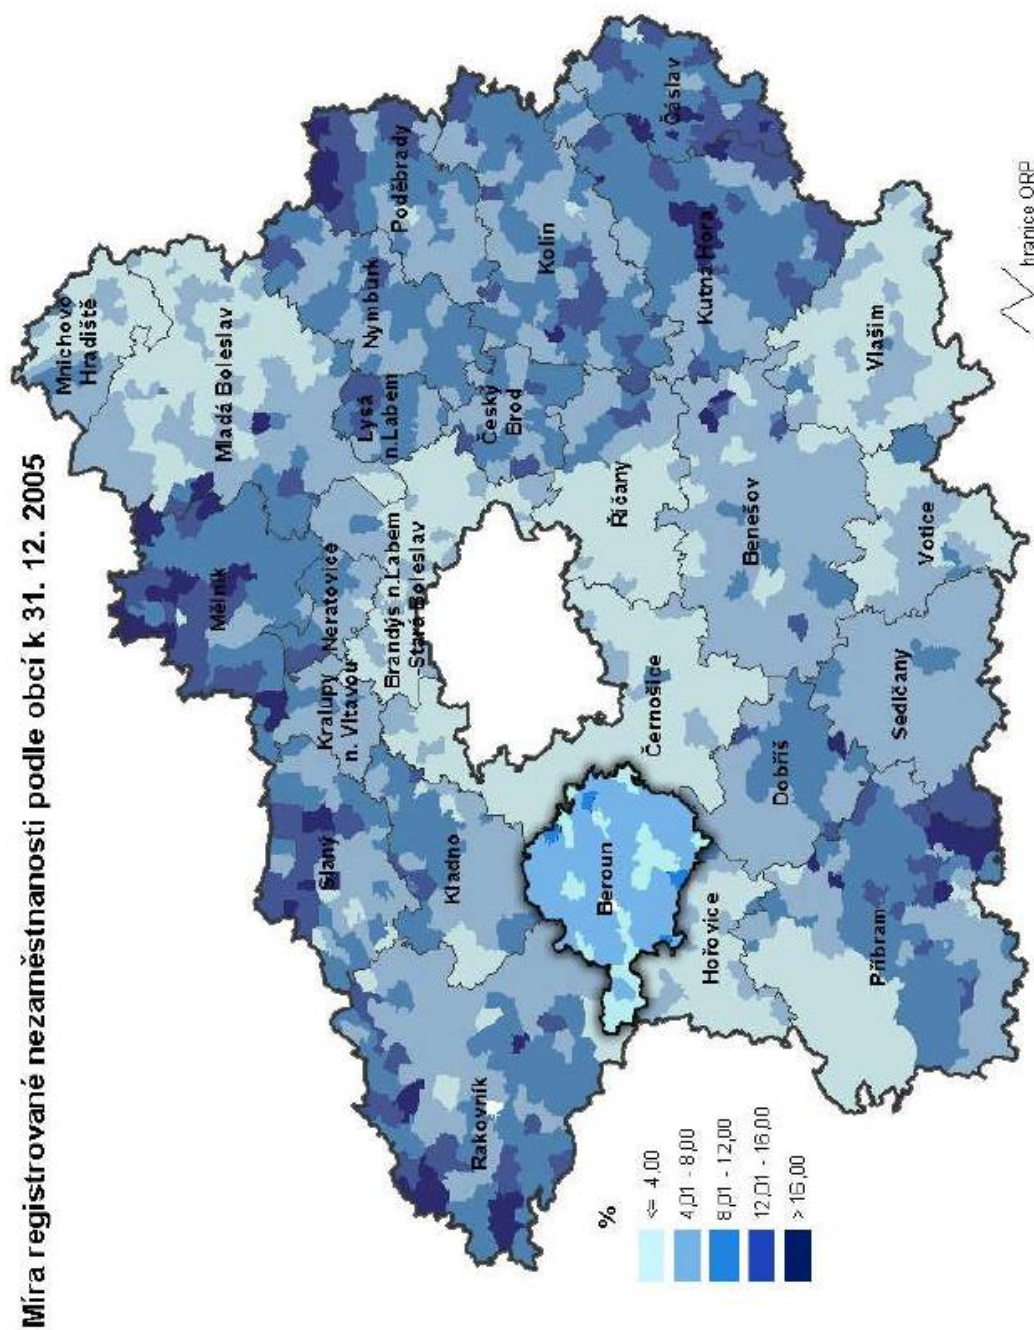 Míra registrované nezaměstnanosti podle obcí k 31. 12. 2005
Mnichovo
Hradiště
Mladá Boleslav
Mělník
Lysá
n.Labem
Nymburk
Poděbrady
Neratovice
Kralupy
n. Vltavou
Brandýs n.Labem
Stará Boleslav
Český
Brod
Kolín
Slaný
Kladno
Rakovník
Beroun
Hořovice
Černošice
Říčany
Kutná Hora
Čáslav
Benešov
Dobříš
Příbram
Sedlčany
Votice
Vlašim
%
<= 4,00
4,01 - 8,00
8,01 - 12,00
12,01 - 16,00
> 16,00
hranice ORP